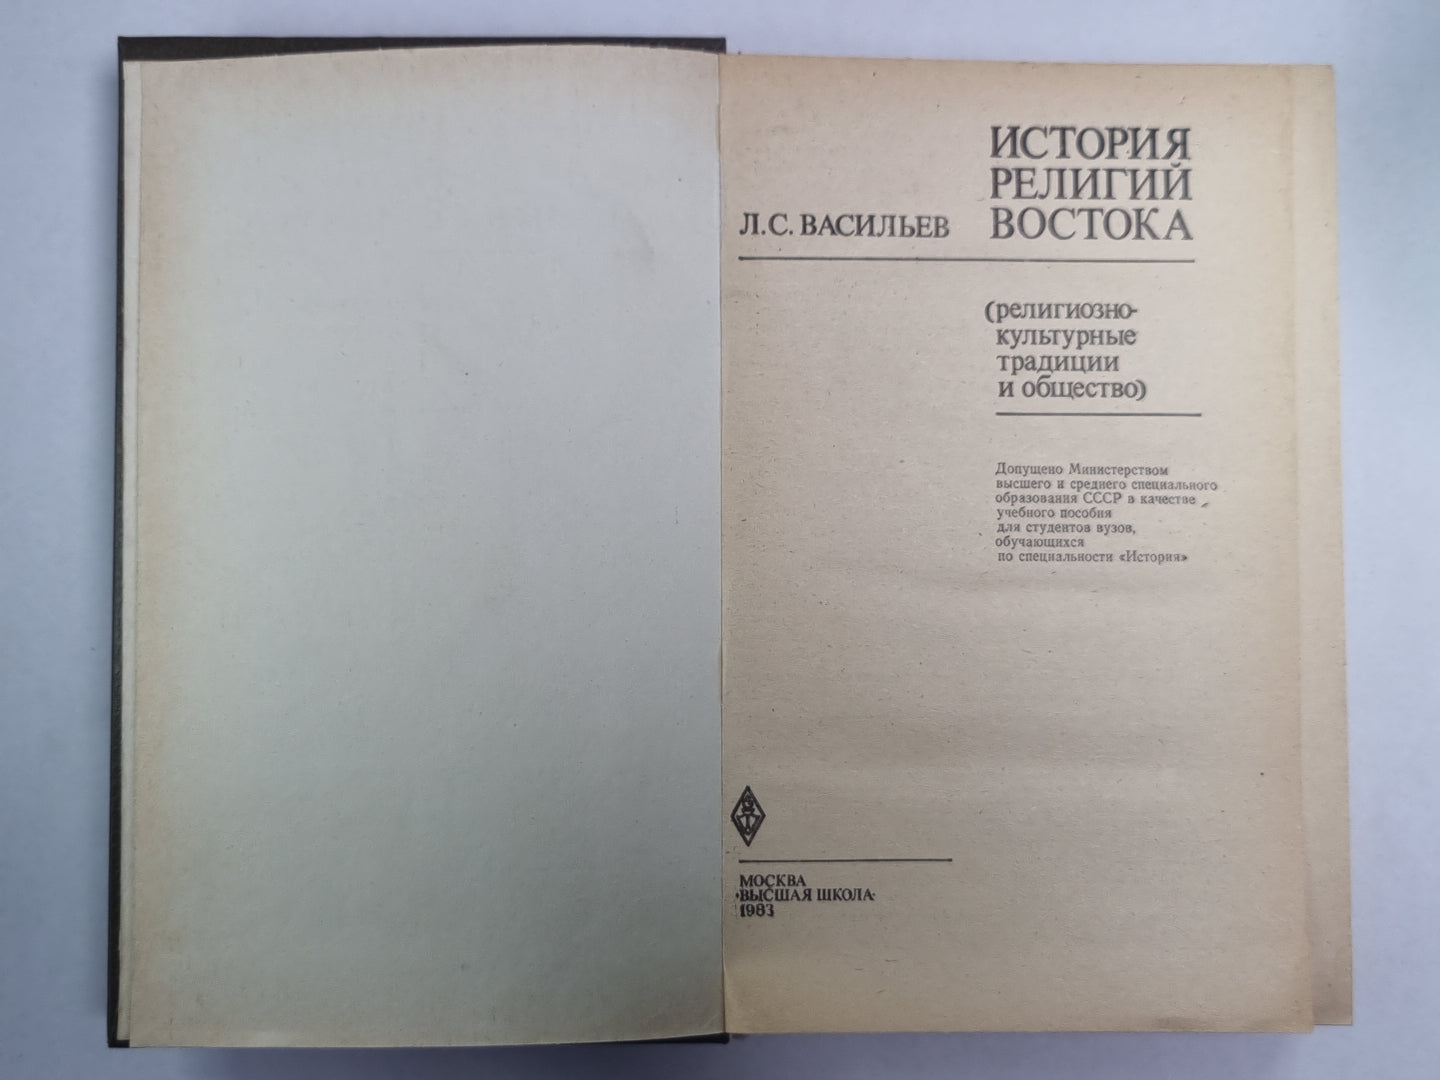 Л.С. ВАСИЛЬЕВ
ИСТОРИЯ
РЕЛИГИЙ
ВОСТОКА
(религиозно-
культурные
традиции
и общество)
Допущено Министерством
высшего и среднего специального
образования СССР в качестве
учебного пособия
для студентов вузов,
обучающихся
по специальности «История»
МОСКВА
«ВЫСШАЯ ШКОЛА»
1983